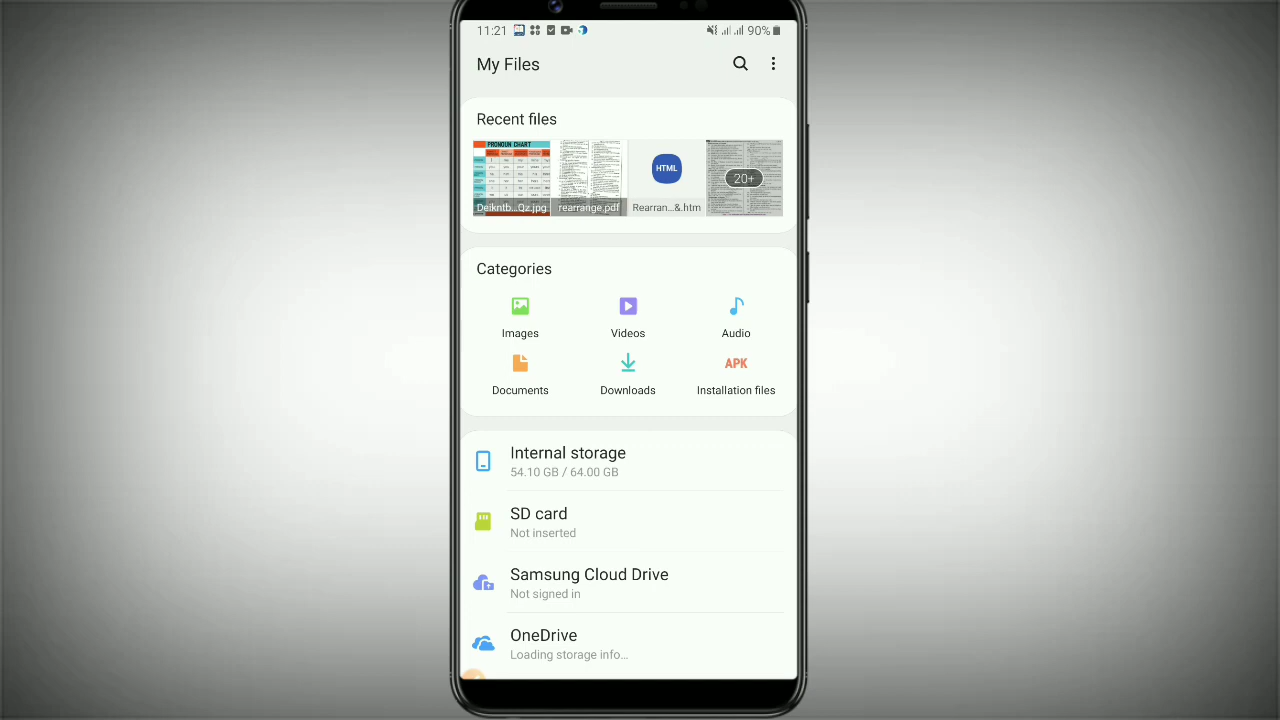 11:21
90%
My Files
Recent files
PRONOUN CHART
Deikntb...Qz.jpg
rearrange.pdf
HTML
Rearran...&.htm
20+
Categories
Images
Videos
Audio
Documents
Downloads
APK
Installation files
Internal storage
54.10 GB / 64.00 GB
SD card
Not inserted
Samsung Cloud Drive
Not signed in
OneDrive
Loading storage info...